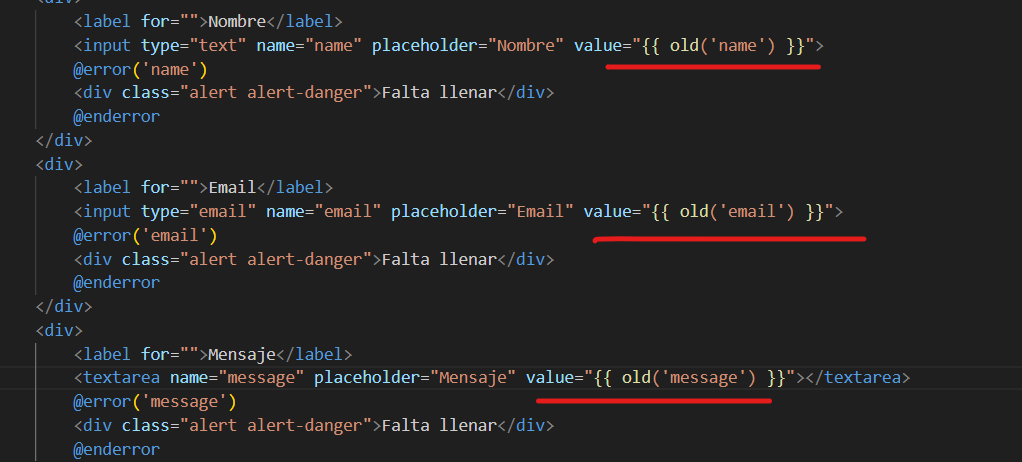 <div>
<label for="">Nombre</label>
<input type="text" name="name" placeholder="Nombre" value="{{ old('name') }}">
@error('name')
<div class="alert alert-danger">Falta llenar</div>
@enderror
</div>
<div>
<label for="">Email</label>
<input type="email" name="email" placeholder="Email" value="{{ old('email') }}">
@error('email')
<div class="alert alert-danger">Falta llenar</div>
@enderror
</div>
<div>
<label for="">Mensaje</label>
<textarea name="message" placeholder="Mensaje" value="{{ old('message') }}"></textarea>
@error('message')
<div class="alert alert-danger">Falta llenar</div>
@enderror